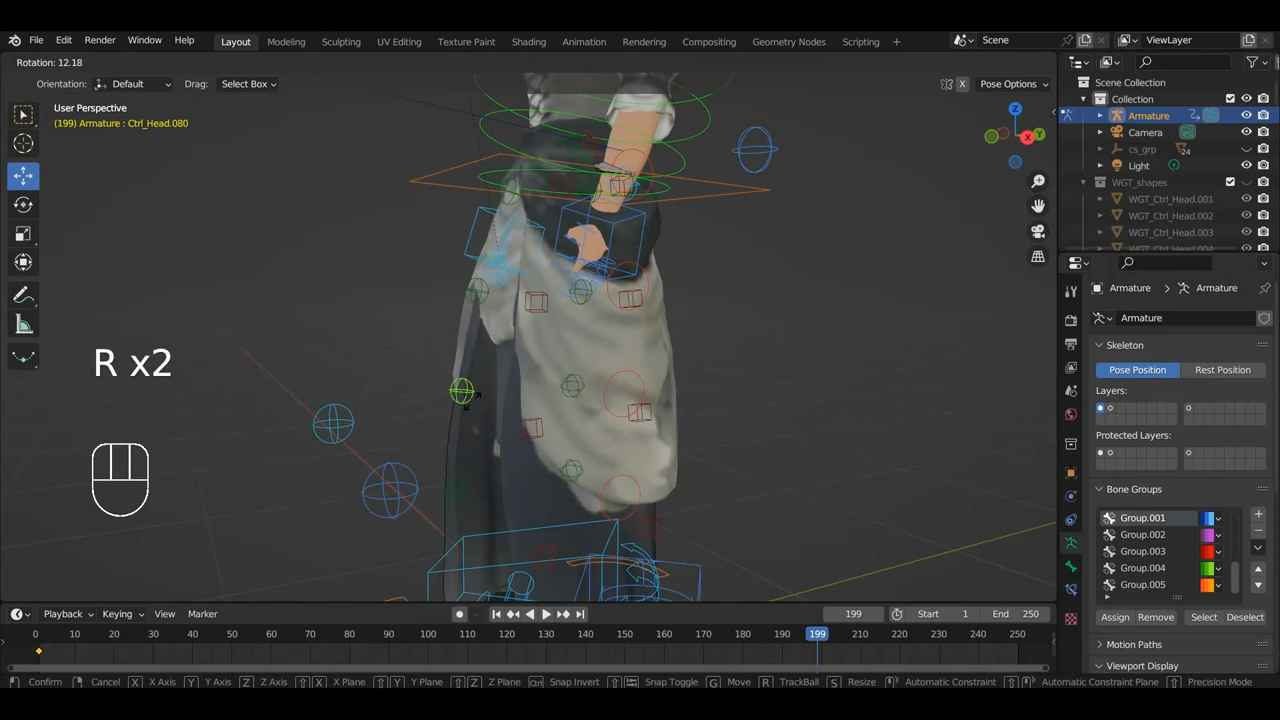 File Edit Render Window Help Layout Modeling Sculpting UV Editing Texture Paint Shading Animation Rendering Compositing Geometry Nodes Scripting + Scene ViewLayer
Rotation: 12.18
Orientation: Default Drag: Select Box X Pose Options
User Perspective
(199) Armature : Ctrl_Head.080
Z
X
Y
R x2
Scene Collection
Collection
Armature
Camera
cs_grp 24
Light
WGT_shapes
WGT_Ctrl_Head.001
WGT_Ctrl_Head.002
WGT_Ctrl_Head.003
WGT_Ctrl_Head.004
Armature > Armature
Armature
Skeleton
Pose Position Rest Position
Layers:
Protected Layers:
Bone Groups
Group.001
Group.002
Group.003
Group.004
Group.005
Assign Remove Select Deselect
Motion Paths
Viewport Display
Playback Keying View Marker 199 Start 1 End 250
0 10 20 30 40 50 60 70 80 90 100 110 120 130 140 150 160 170 180 190 199 210 220 230 240 250
Confirm Cancel X X Axis Y Y Axis Z Z Axis X X Plane Y Y Plane Z Z Plane Ctrl Snap Invert Snap Toggle G Move R TrackBall S Resize Automatic Constraint Automatic Constraint Plane Precision Mode